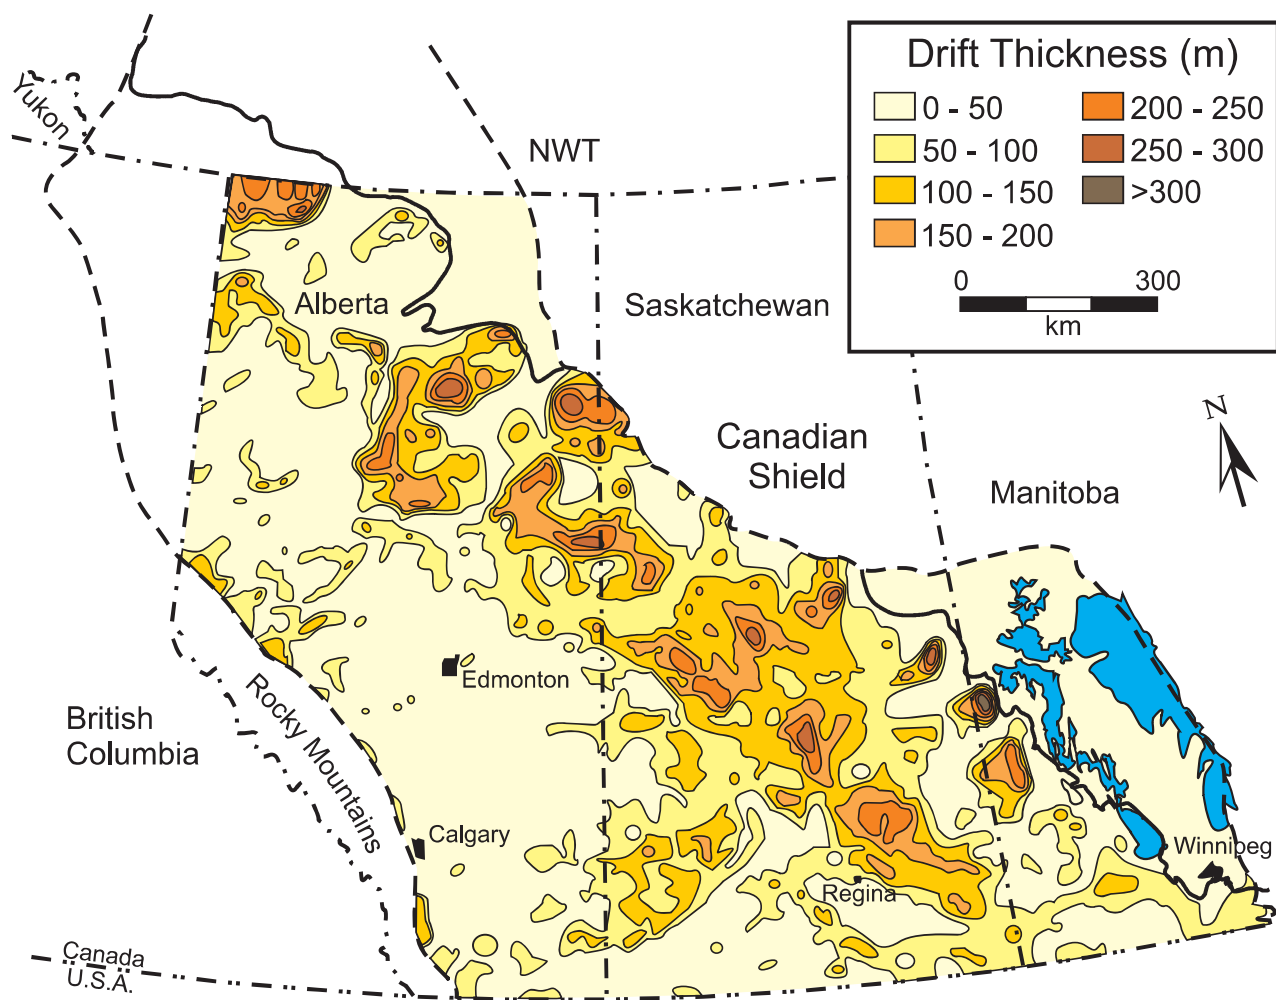 Drift Thickness (m)
0 - 50
50 - 100
100 - 150
150 - 200
200 - 250
250 - 300
>300
0
300
km
Yukon
NWT
Alberta
Saskatchewan
Canadian
Shield
Manitoba
N
Edmonton
British
Columbia
Rocky Mountains
Calgary
Regina
Winnipeg
Canada
U.S.A.